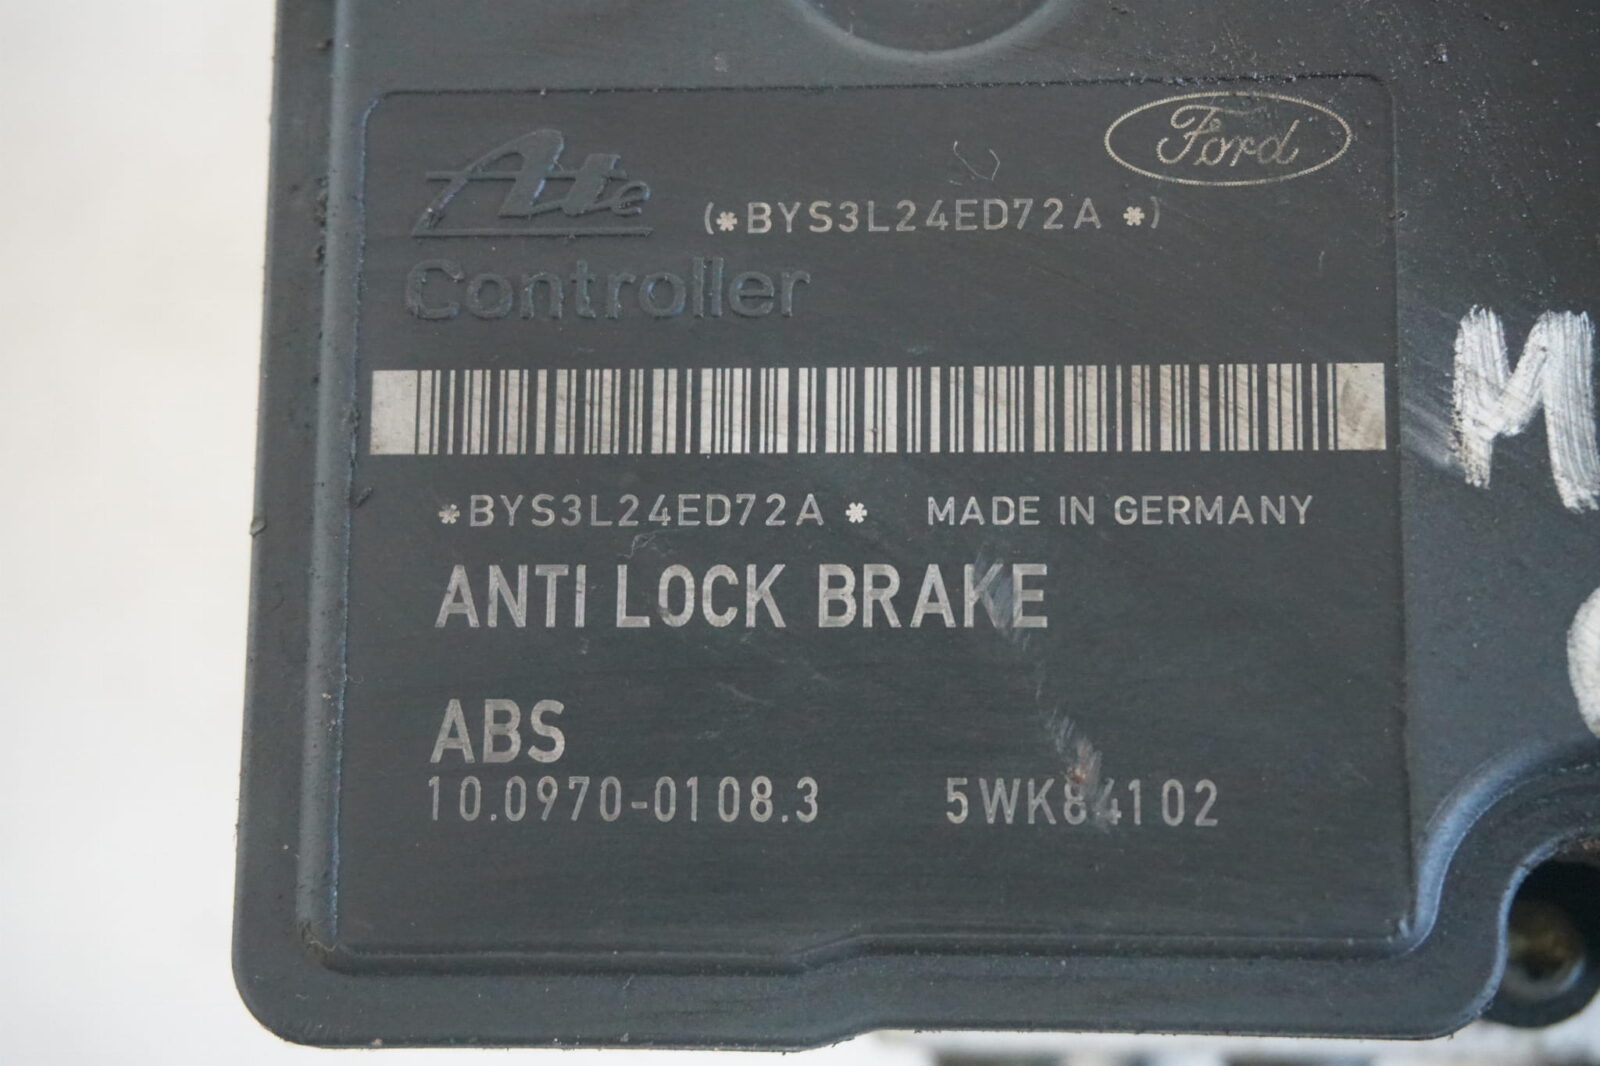 Ate
Ford
(*BYS3L24ED72A *)
Controller
*BYS3L24ED72A * MADE IN GERMANY
ANTI LOCK BRAKE
ABS
10.0970-0108.3 5WK84102
M